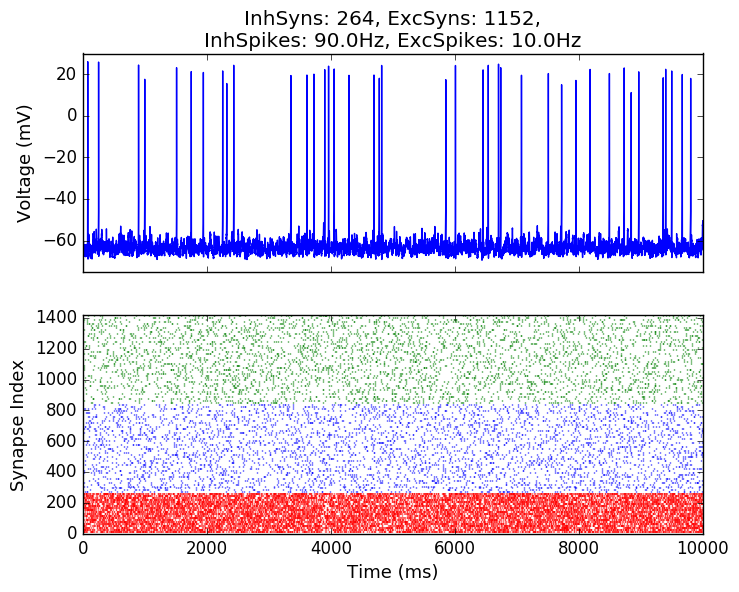 InhSyns: 264, ExcSyns: 1152,
InhSpikes: 90.0Hz, ExcSpikes: 10.0Hz
Voltage (mV)
20
0
−20
−40
−60
Synapse Index
1400
1200
1000
800
600
400
200
0
0 2000 4000 6000 8000 10000
Time (ms)